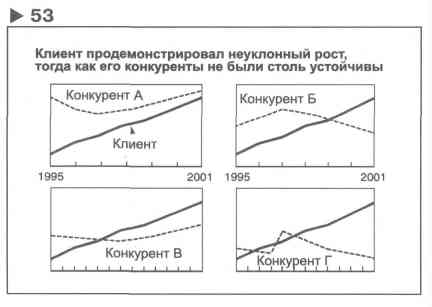 ▶ 53
Клиент продемонстрировал неуклонный рост,
тогда как его конкуренты не были столь устойчивы
Конкурент А
Клиент
1995 2001
Конкурент Б
1995 2001
Конкурент В
Конкурент Г